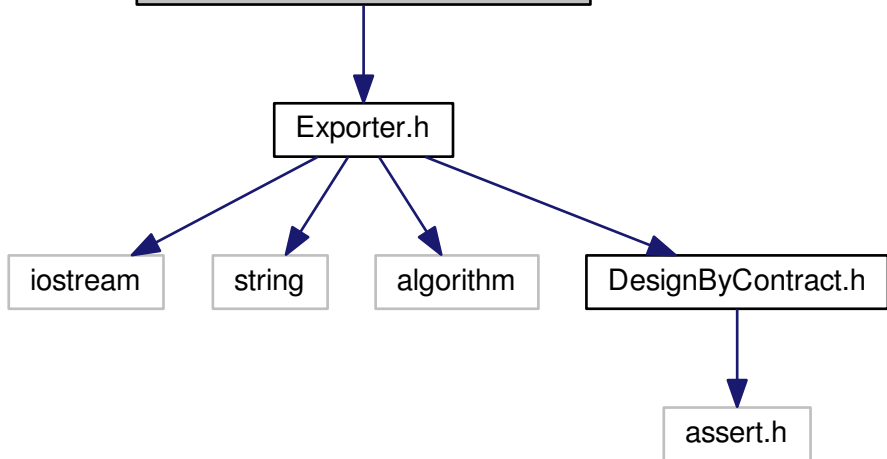 Exporter.h
iostream
string
algorithm
DesignByContract.h
assert.h